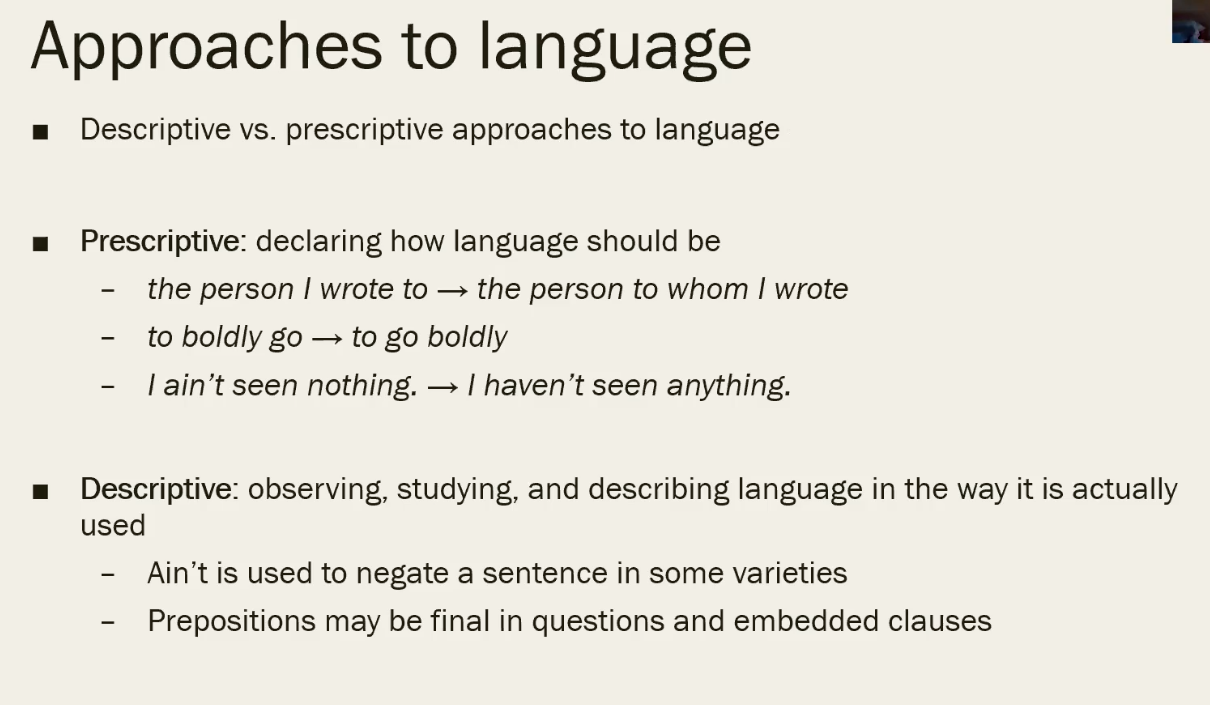 Approaches to language
■ Descriptive vs. prescriptive approaches to language
■ Prescriptive: declaring how language should be
– the person I wrote to → the person to whom I wrote
– to boldly go → to go boldly
– I ain’t seen nothing. → I haven’t seen anything.
■ Descriptive: observing, studying, and describing language in the way it is actually
used
– Ain’t is used to negate a sentence in some varieties
– Prepositions may be final in questions and embedded clauses